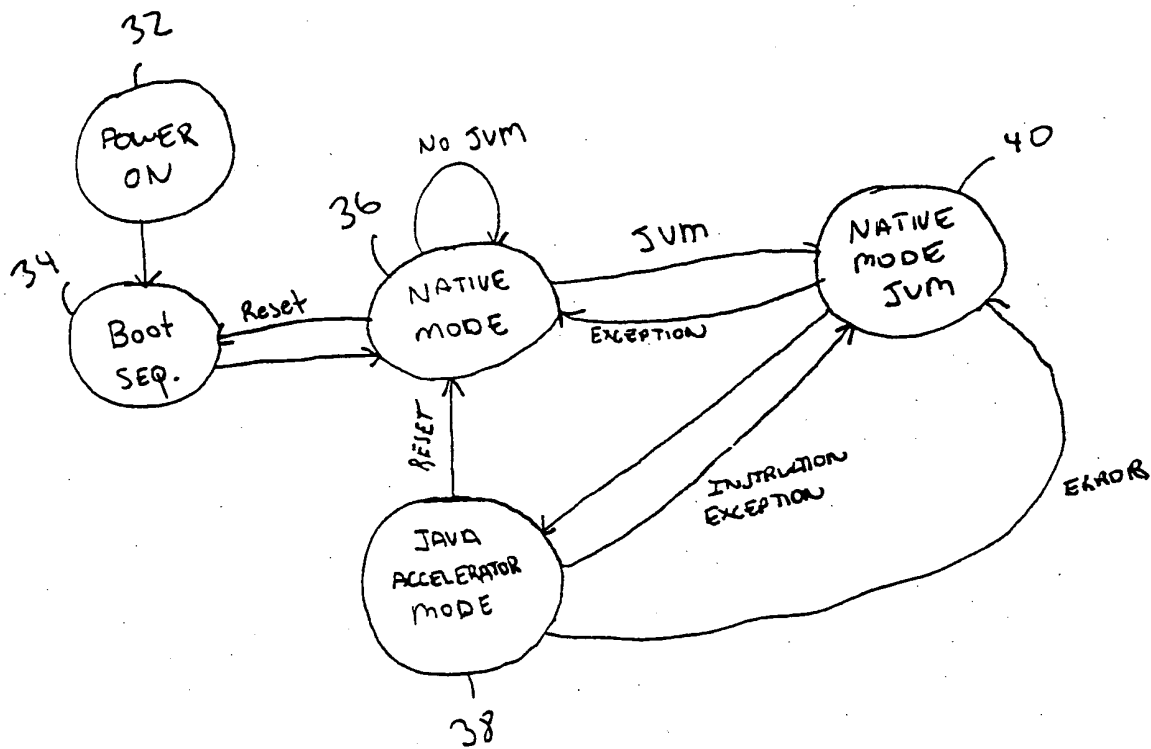 32
POWER
ON
NO JVM
40
36
34
JVM
NATIVE
MODE
JVM
NATIVE
MODE
Reset
Boot
SEQ.
EXCEPTION
RESET
INSTRUCTION
EXCEPTION
ERROR
JAVA
ACCELERATOR
MODE
38